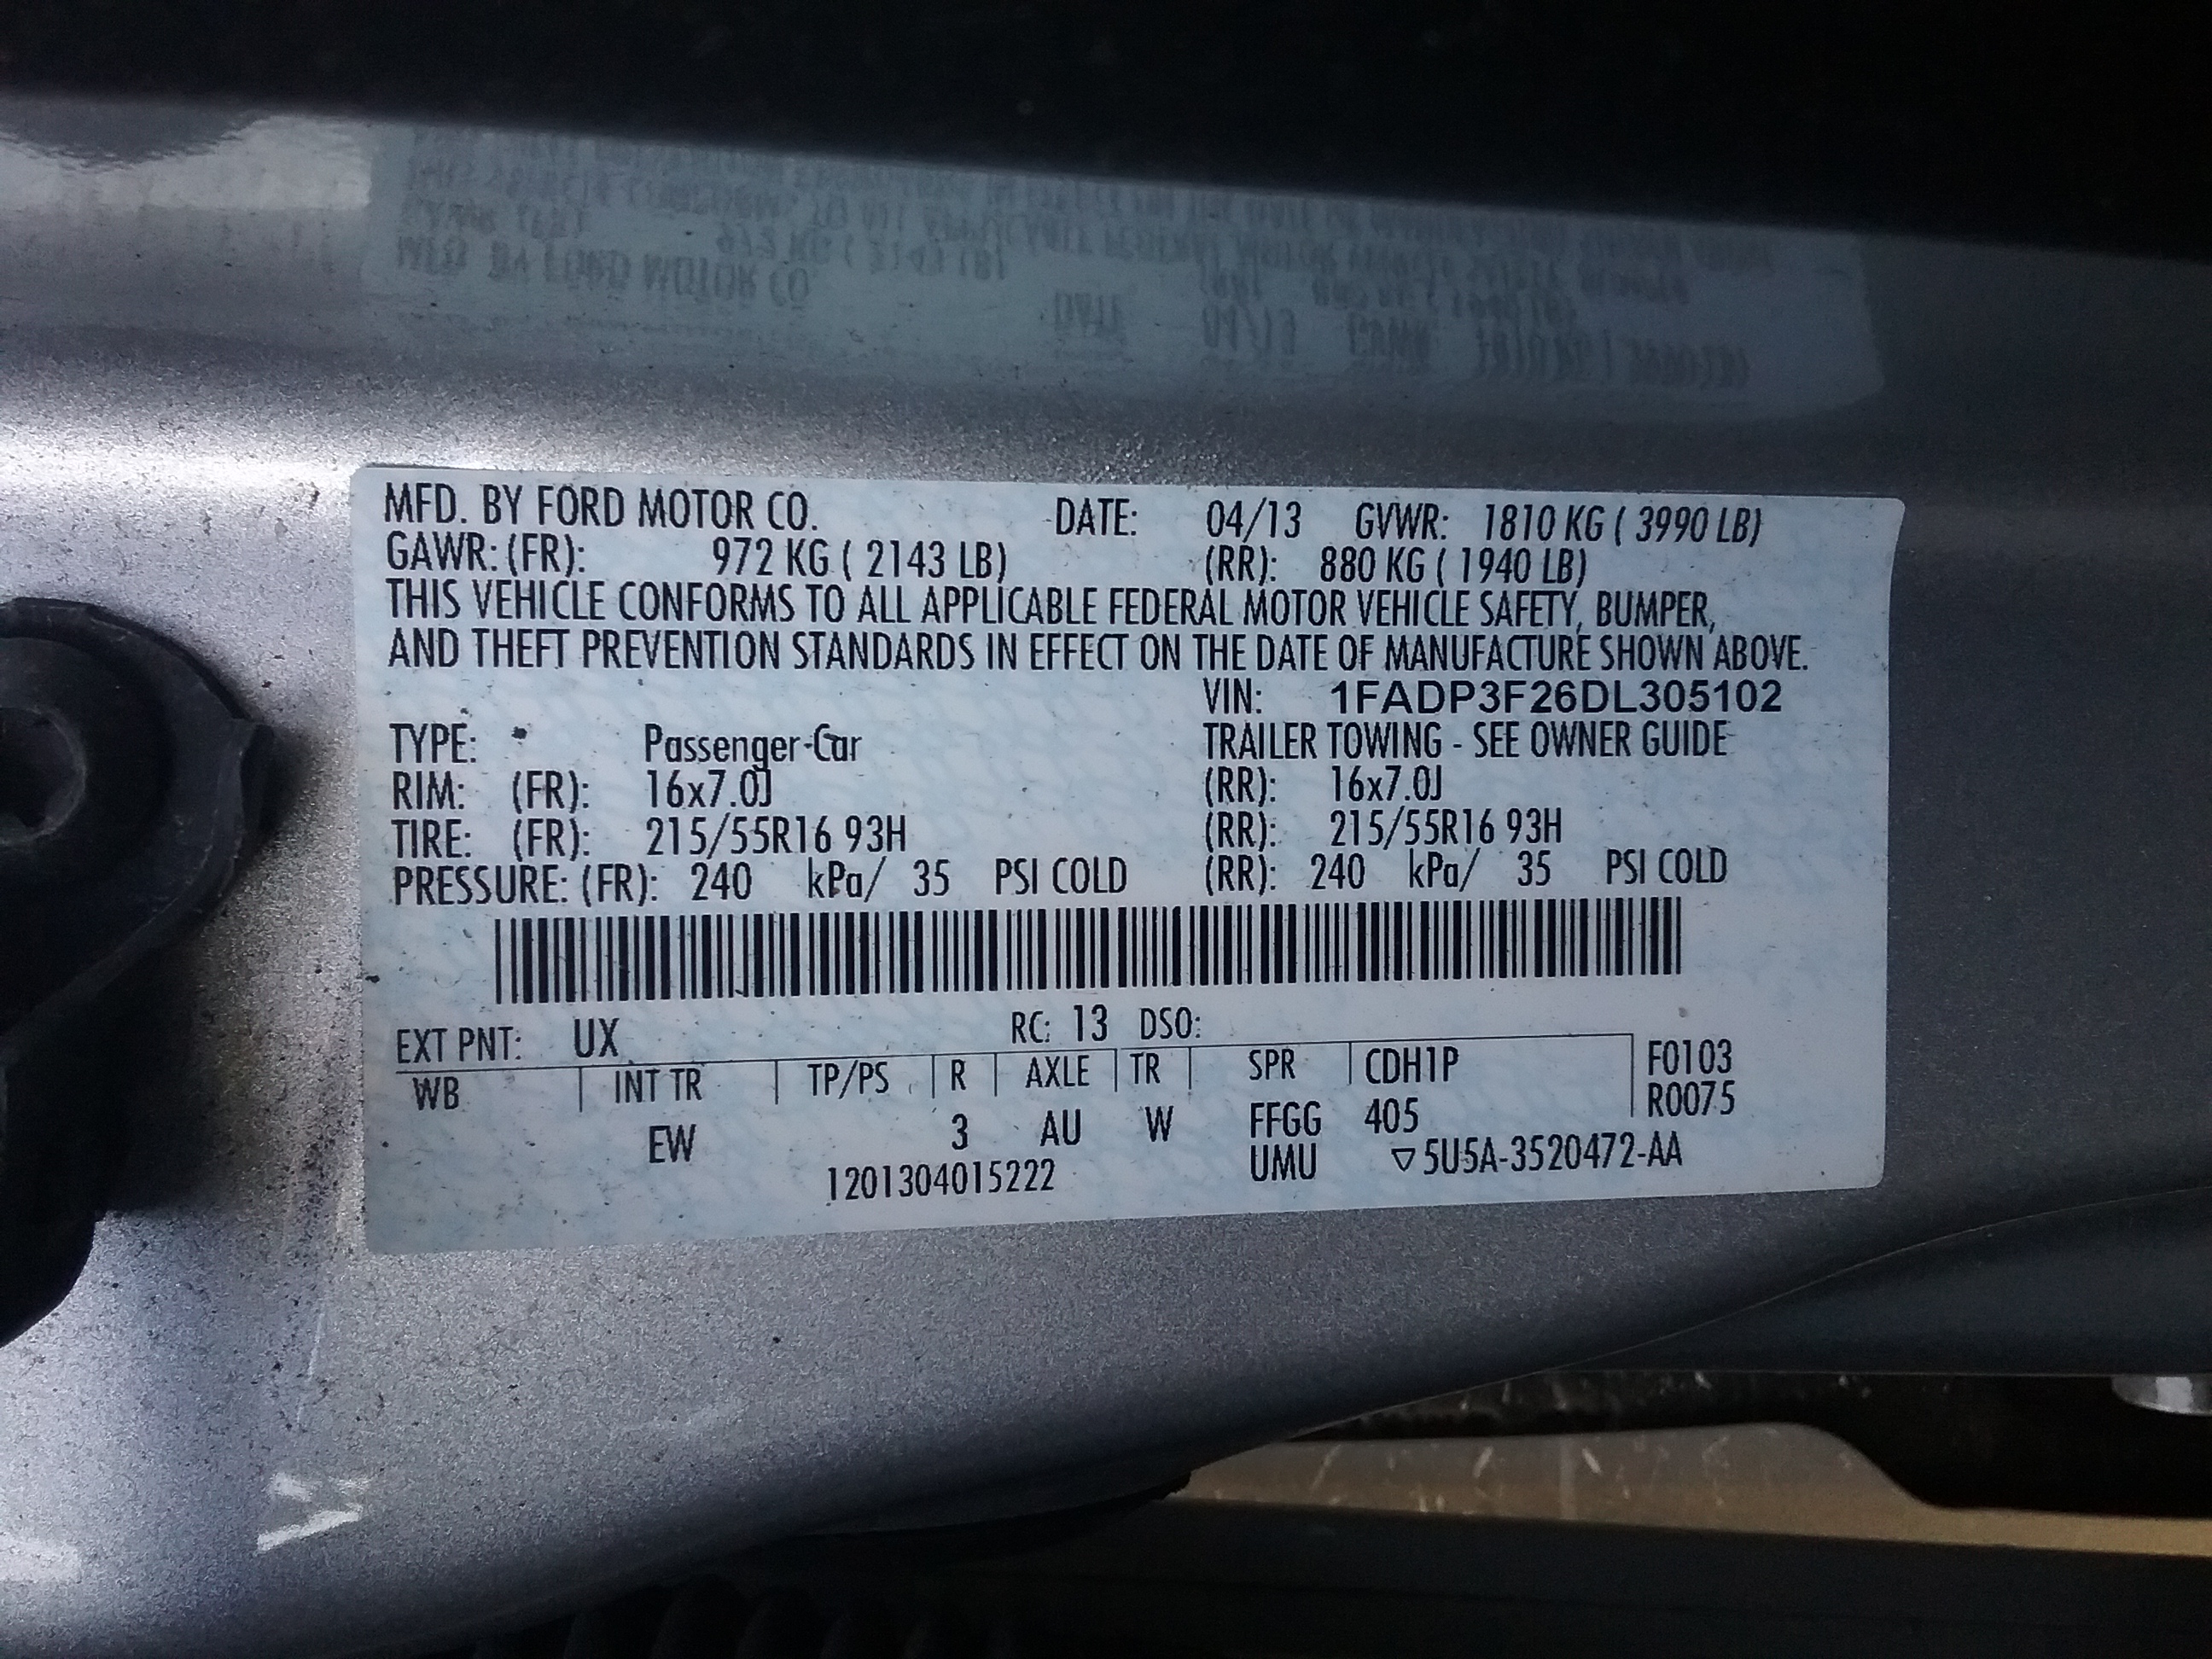 MFD. BY FORD MOTOR CO. DATE: 04/13 GVWR: 1810 KG ( 3990 LB)
GAWR: (FR): 972 KG ( 2143 LB) (RR): 880 KG ( 1940 LB)
THIS VEHICLE CONFORMS TO ALL APPLICABLE FEDERAL MOTOR VEHICLE SAFETY, BUMPER,
AND THEFT PREVENTION STANDARDS IN EFFECT ON THE DATE OF MANUFACTURE SHOWN ABOVE.
VIN: 1FADP3F26DL305102
TYPE: Passenger-Car TRAILER TOWING - SEE OWNER GUIDE
RIM: (FR): 16x7.0J (RR): 16x7.0J
TIRE: (FR): 215/55R16 93H (RR): 215/55R16 93H
PRESSURE: (FR): 240 kPa/ 35 PSI COLD (RR): 240 kPa/ 35 PSI COLD
EXT PNT: UX RC: 13 DSO:
WB INT TR TP/PS R AXLE TR SPR CDH1P F0103
R0075
EW 3 AU W FFGG 405
1201304015222 UMU ▽5U5A-3520472-AA